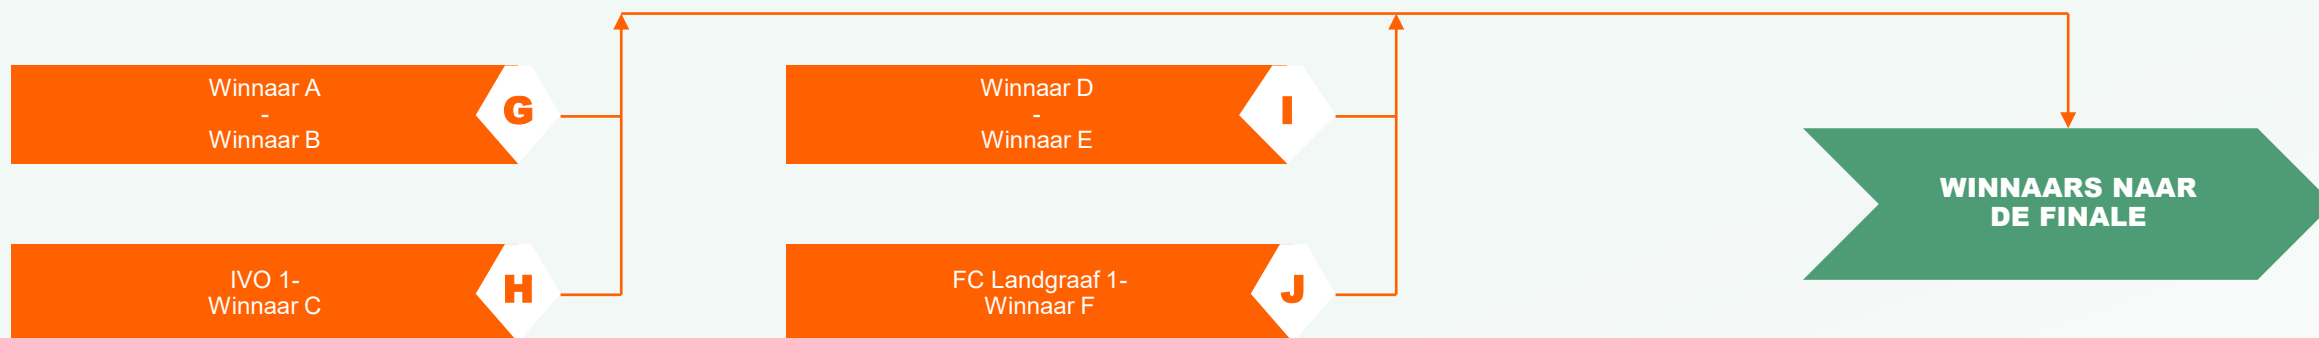 Winnaar A
-
Winnaar B
G
Winnaar D
-
Winnaar E
I
WINNAARS NAAR
DE FINALE
IVO 1-
Winnaar C
H
FC Landgraaf 1-
Winnaar F
J